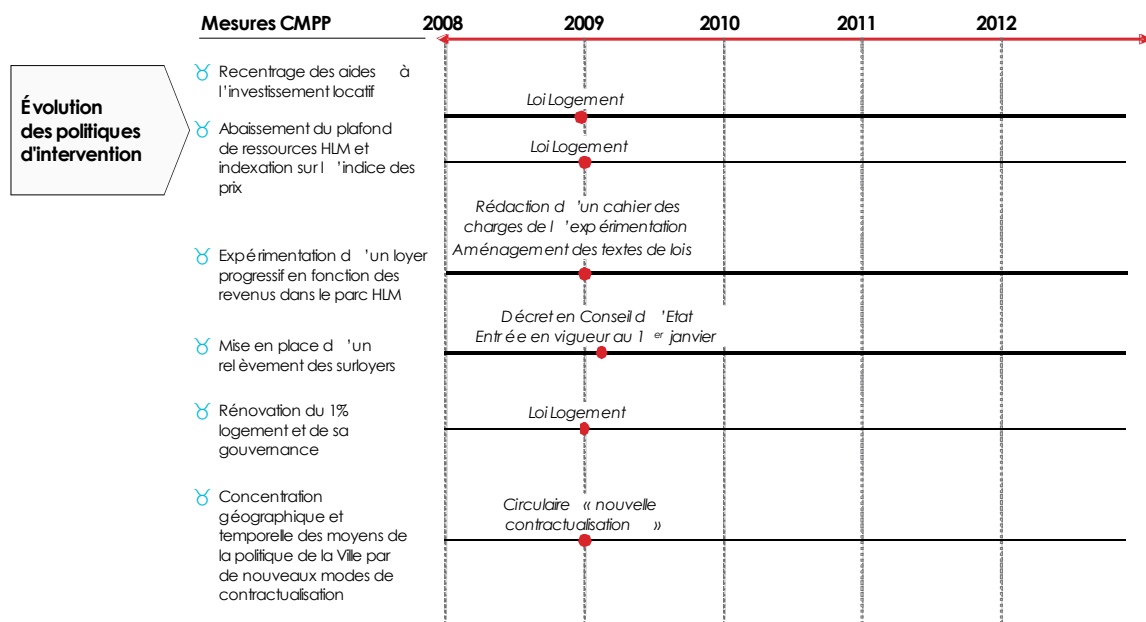 Mesures CMPP
2008 2009 2010 2011 2012
Évolution
des politiques
d'intervention
Recentrage des aides à
l'investissement locatif
Loi Logement
Abaissement du plafond
de ressources HLM et
indexation sur l'indice des
prix
Loi Logement
Rédaction d'un cahier des
charges de l'expérimentation
Aménagement des textes de lois
Expérimentation d'un loyer
progressif en fonction des
revenus dans le parc HLM
Décret en Conseil d'Etat
Entrée en vigueur au 1er janvier
Mise en place d'un
relèvement des surloyers
Rénovation du 1%
logement et de sa
gouvernance
Loi Logement
Concentration
géographique et
temporelle des moyens de
la politique de la Ville par
de nouveaux modes de
contractualisation
Circulaire « nouvelle
contractualisation »